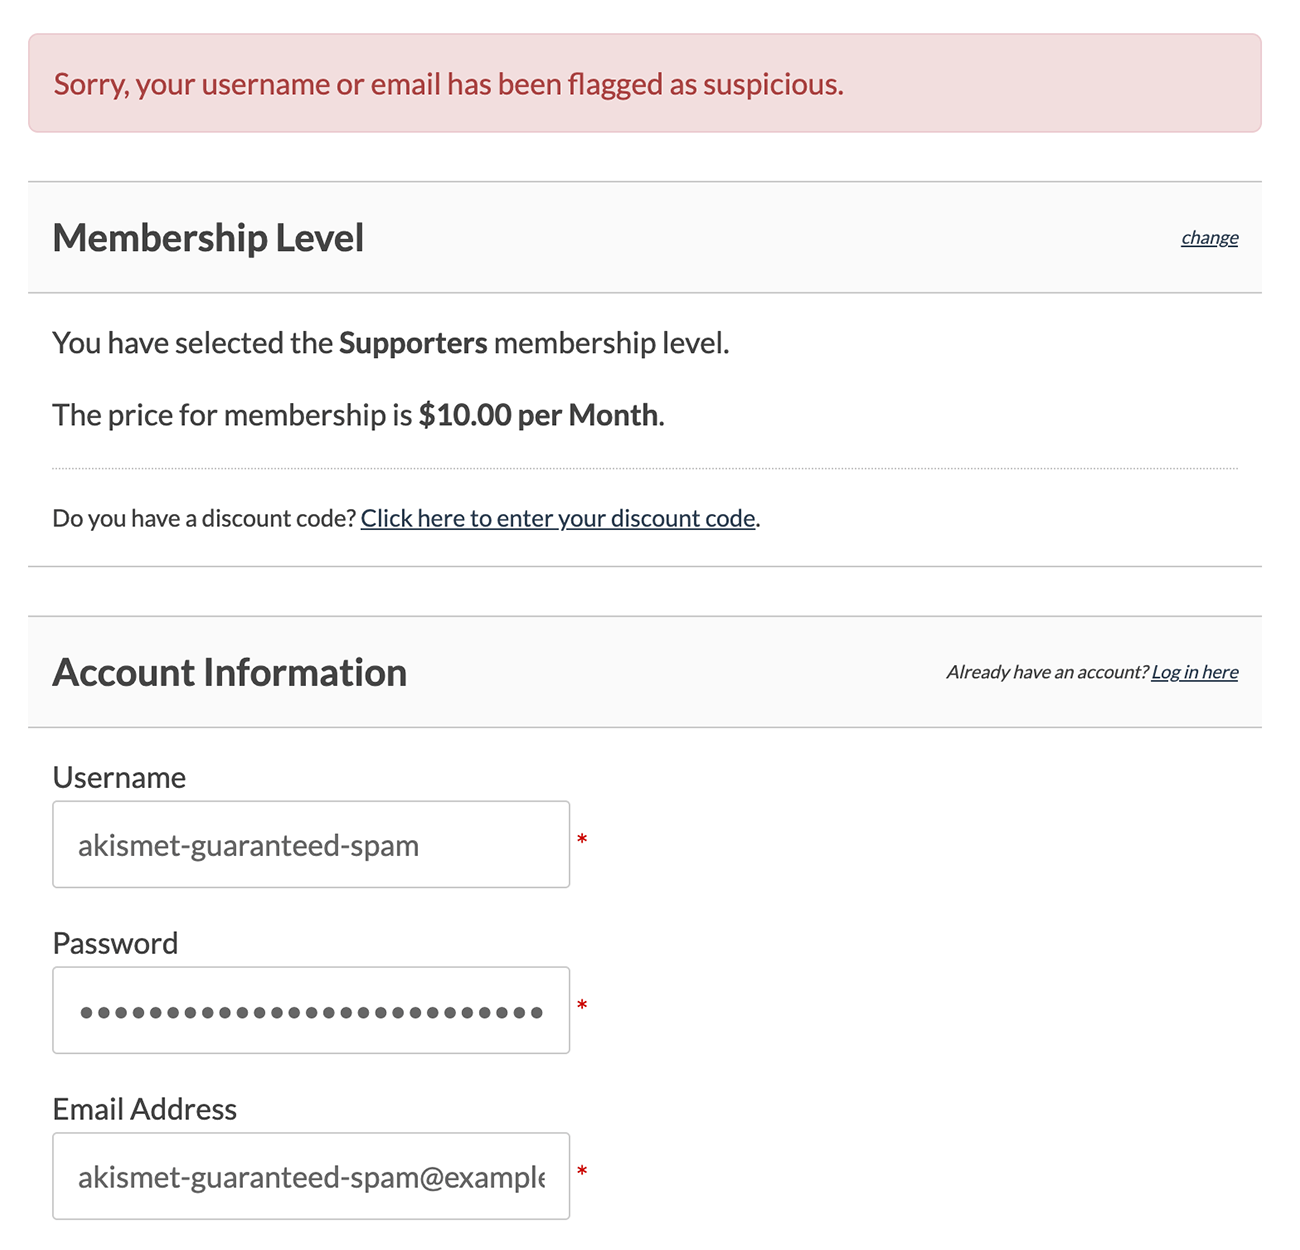 Sorry, your username or email has been flagged as suspicious.
Membership Level
change
You have selected the Supporters membership level.
The price for membership is $10.00 per Month.
Do you have a discount code? Click here to enter your discount code.
Account Information
Already have an account? Log in here
Username
akismet-guaranteed-spam
*
Password
*
Email Address
akismet-guaranteed-spam@example
*